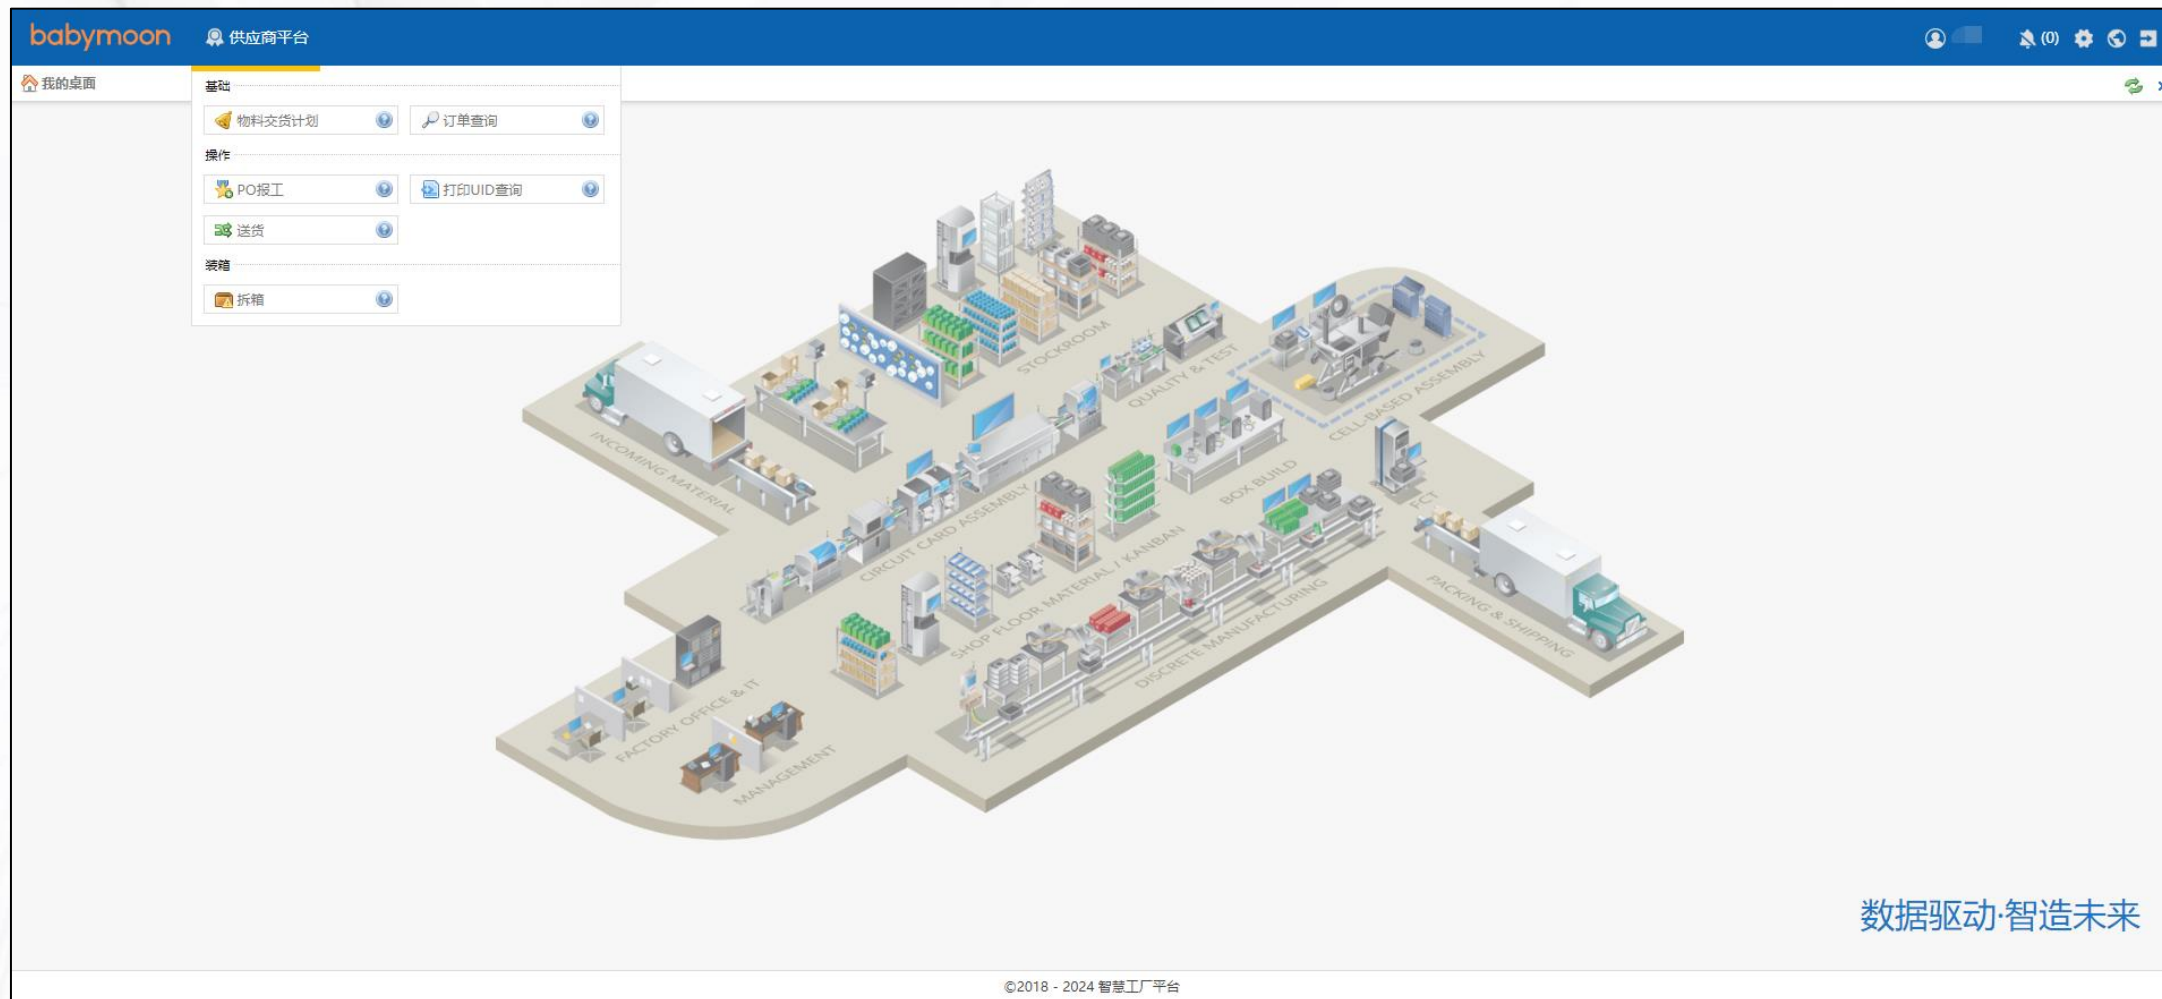 babymoon 供应商平台 (0)
我的桌面
基础
物料交货计划 订单查询
操作
PO报工 打印UID查询
送货
装箱
拆箱
STOCKROOM
QUALITY & TEST
CELL-BASED ASSEMBLY
INCOMING MATERIAL
CIRCUIT CARD ASSEMBLY
BOX BUILD
FCT
SHOP FLOOR MATERIAL / KANBAN
DISCRETE MANUFACTURING
PACKING & SHIPPING
FACTORY OFFICE & IT
MANAGEMENT
数据驱动·智造未来
©2018 - 2024 智慧工厂平台